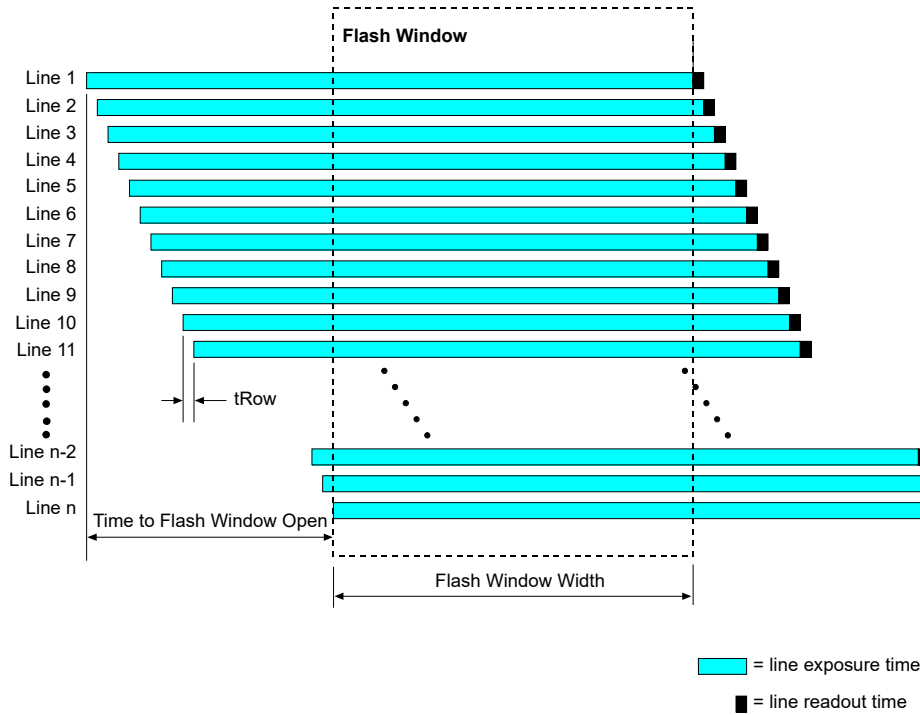 Flash Window
Line 1
Line 2
Line 3
Line 4
Line 5
Line 6
Line 7
Line 8
Line 9
Line 10
Line 11
tRow
Line n-2
Line n-1
Line n
Time to Flash Window Open
Flash Window Width
= line exposure time
= line readout time